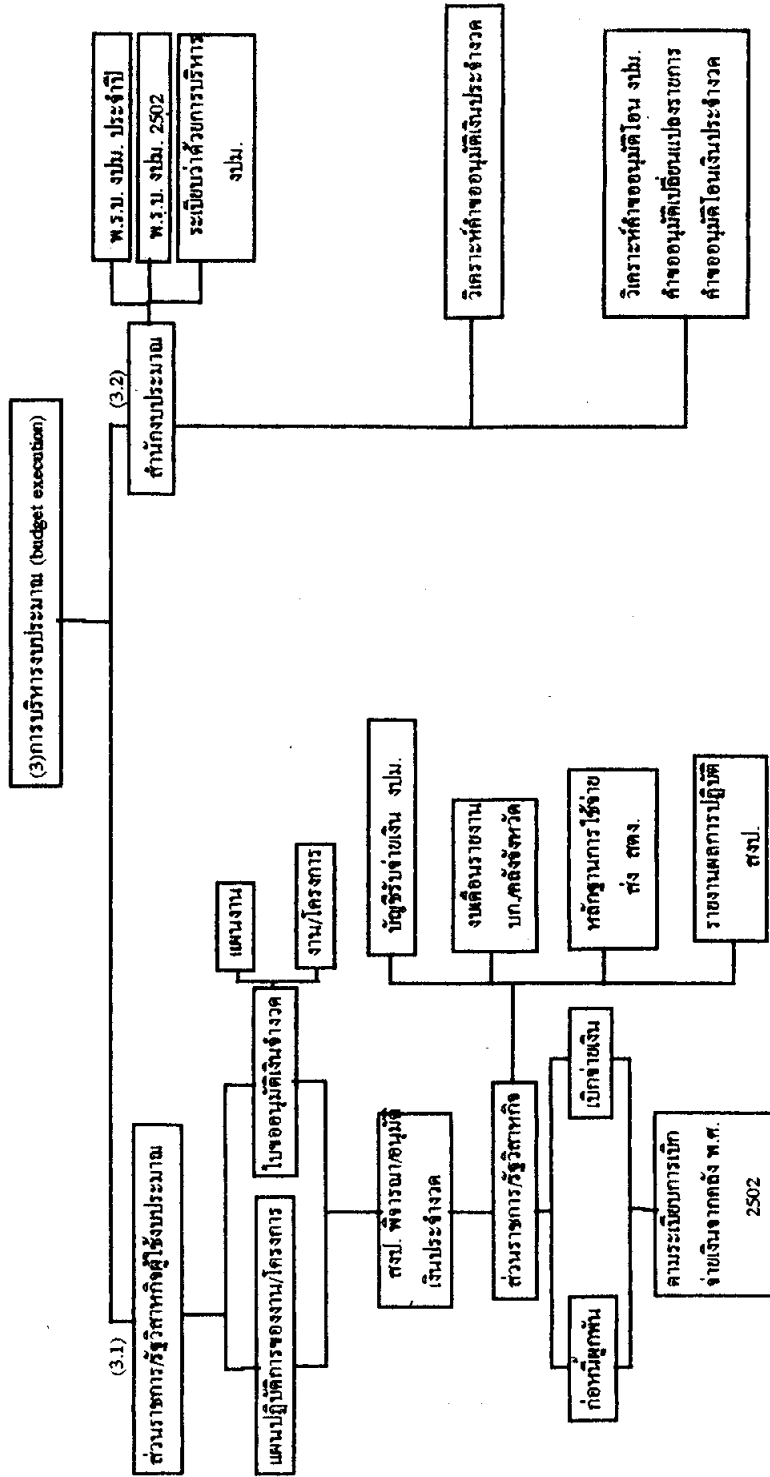 (3)การบริหารงบประมาณ (budget execution)
(3.1)
ส่วนราชการ/รัฐวิสาหกิจผู้ใช้งบประมาณ
แผนปฏิบัติการของงาน/โครงการ
ใบขออนุมัติเงินจำงวด
แผนงาน
งาน/โครงการ
สงป. พิจารณา/อนุมัติ
เงินประจำงวด
ส่วนราชการ/รัฐวิสาหกิจ
บัญชีรับจ่ายเงิน งปม.
งบเดือนรายงาน
บก./คลังจังหวัด
หลักฐานการใช้จ่าย
ส่ง สตง.
รายงานผลการปฏิบัติ
สงป.
ก่อหนี้ผูกพัน
เบิกจ่ายเงิน
ตามระเบียบการเบิก
จ่ายเงินจากคลัง พ.ศ.
2502
(3.2)
สำนักงบประมาณ
พ.ร.บ. งปม. ประจำปี
พ.ร.บ. งปม. 2502
ระเบียบว่าด้วยการบริหาร
งปม.
วิเคราะห์คำขออนุมัติเงินประจำงวด
วิเคราะห์คำขออนุมัติโอน งปม.
คำขออนุมัติเปลี่ยนแปลงรายการ
คำขออนุมัติโอนเงินประจำงวด